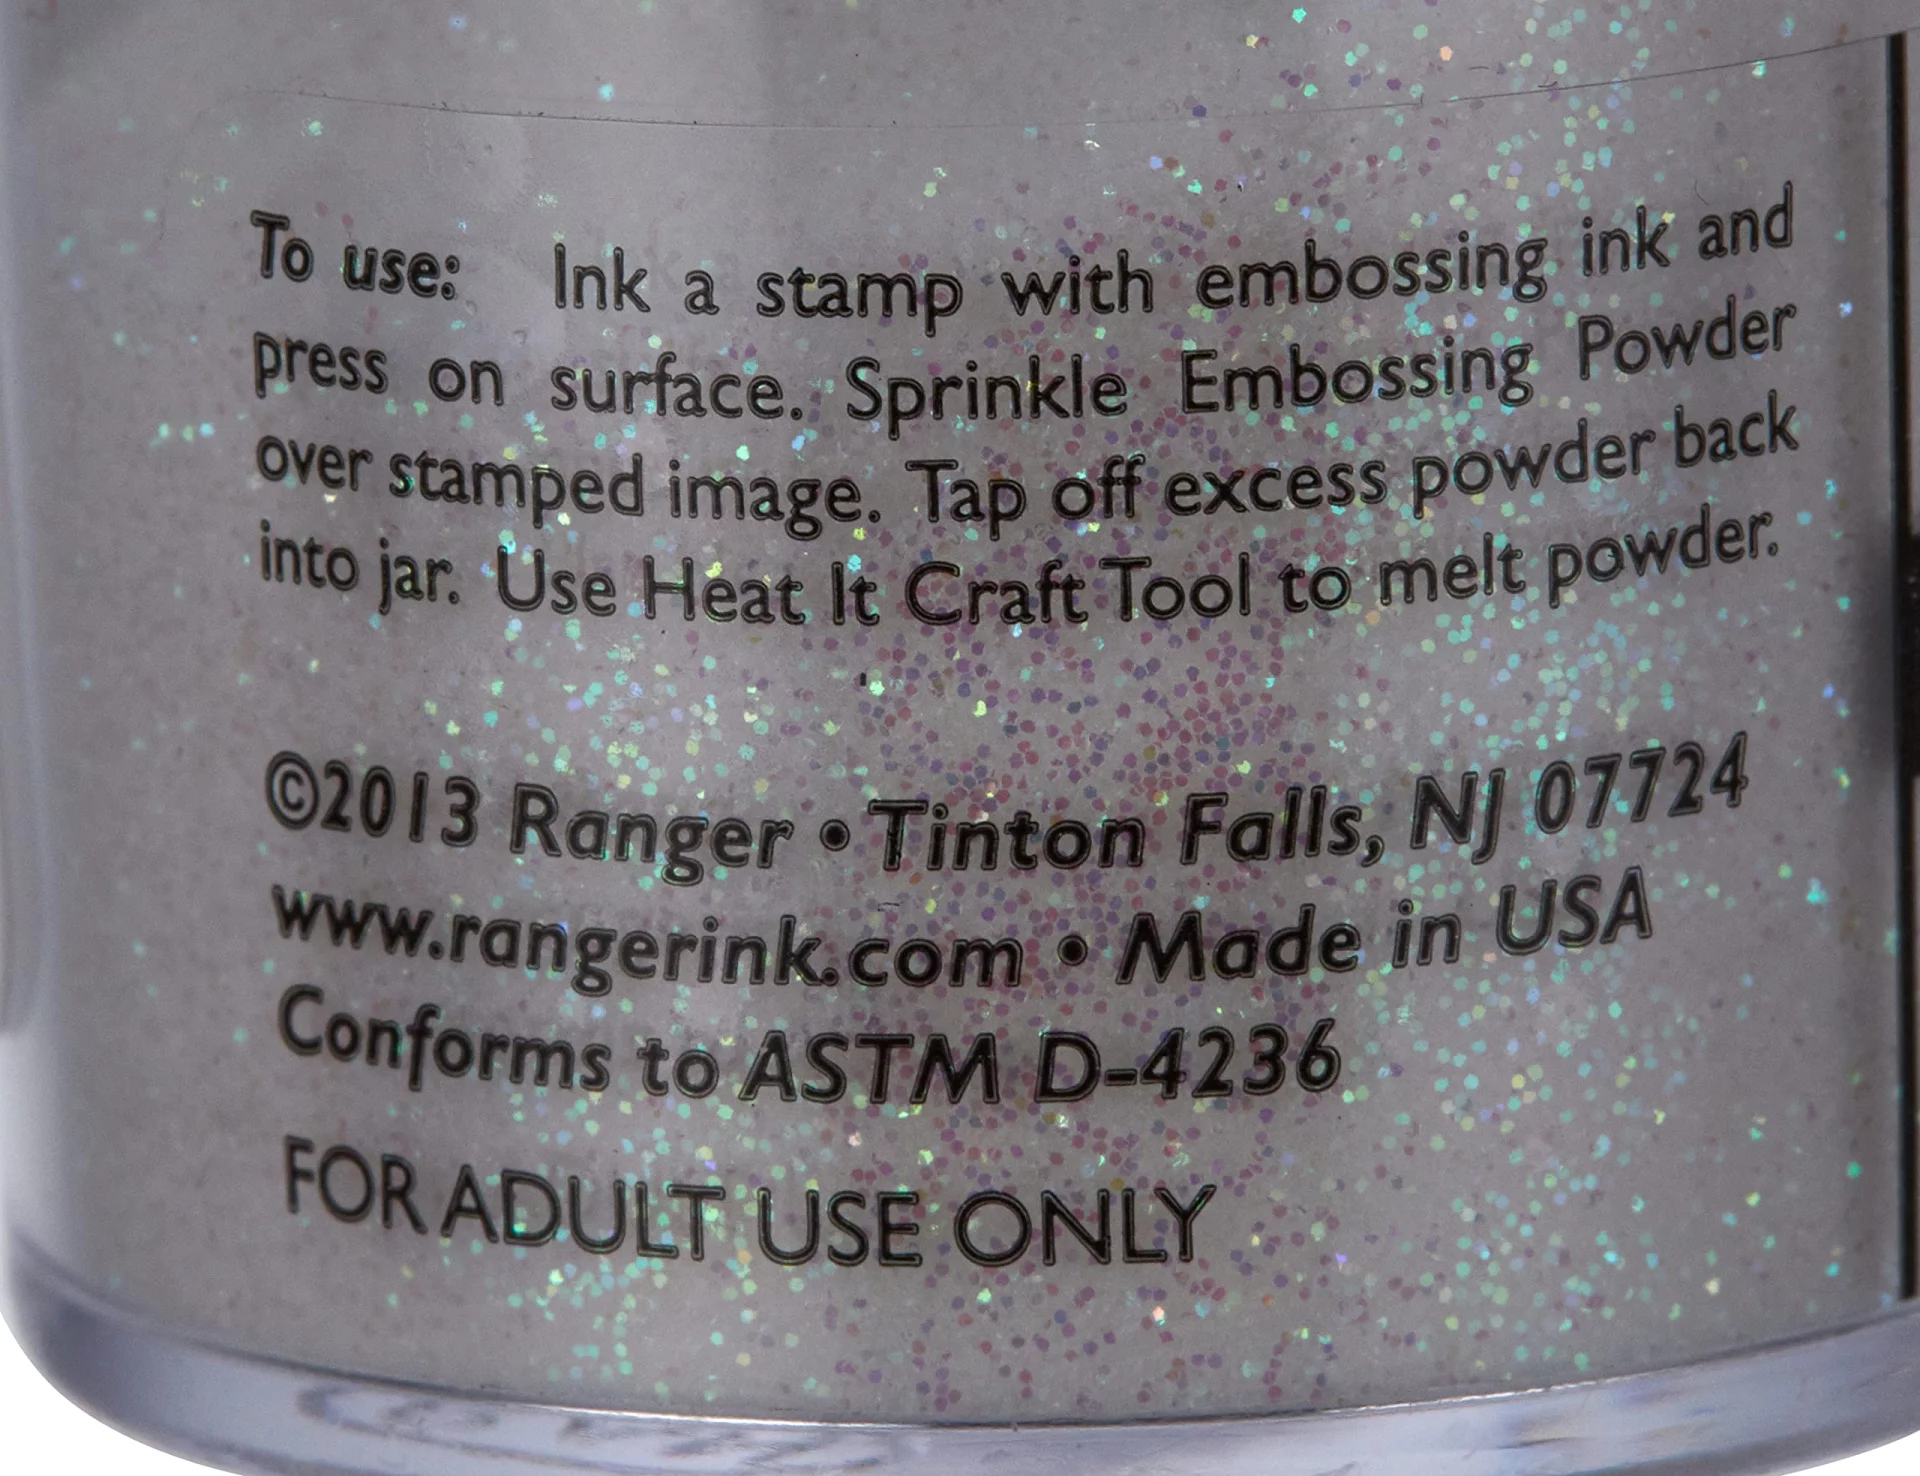 To use: Ink a stamp with embossing ink and
press on surface. Sprinkle Embossing Powder
over stamped image. Tap off excess powder back
into jar. Use Heat It Craft Tool to melt powder.
©2013 Ranger • Tinton Falls, NJ 07724
www.rangerink.com • Made in USA
Conforms to ASTM D-4236
FOR ADULT USE ONLY